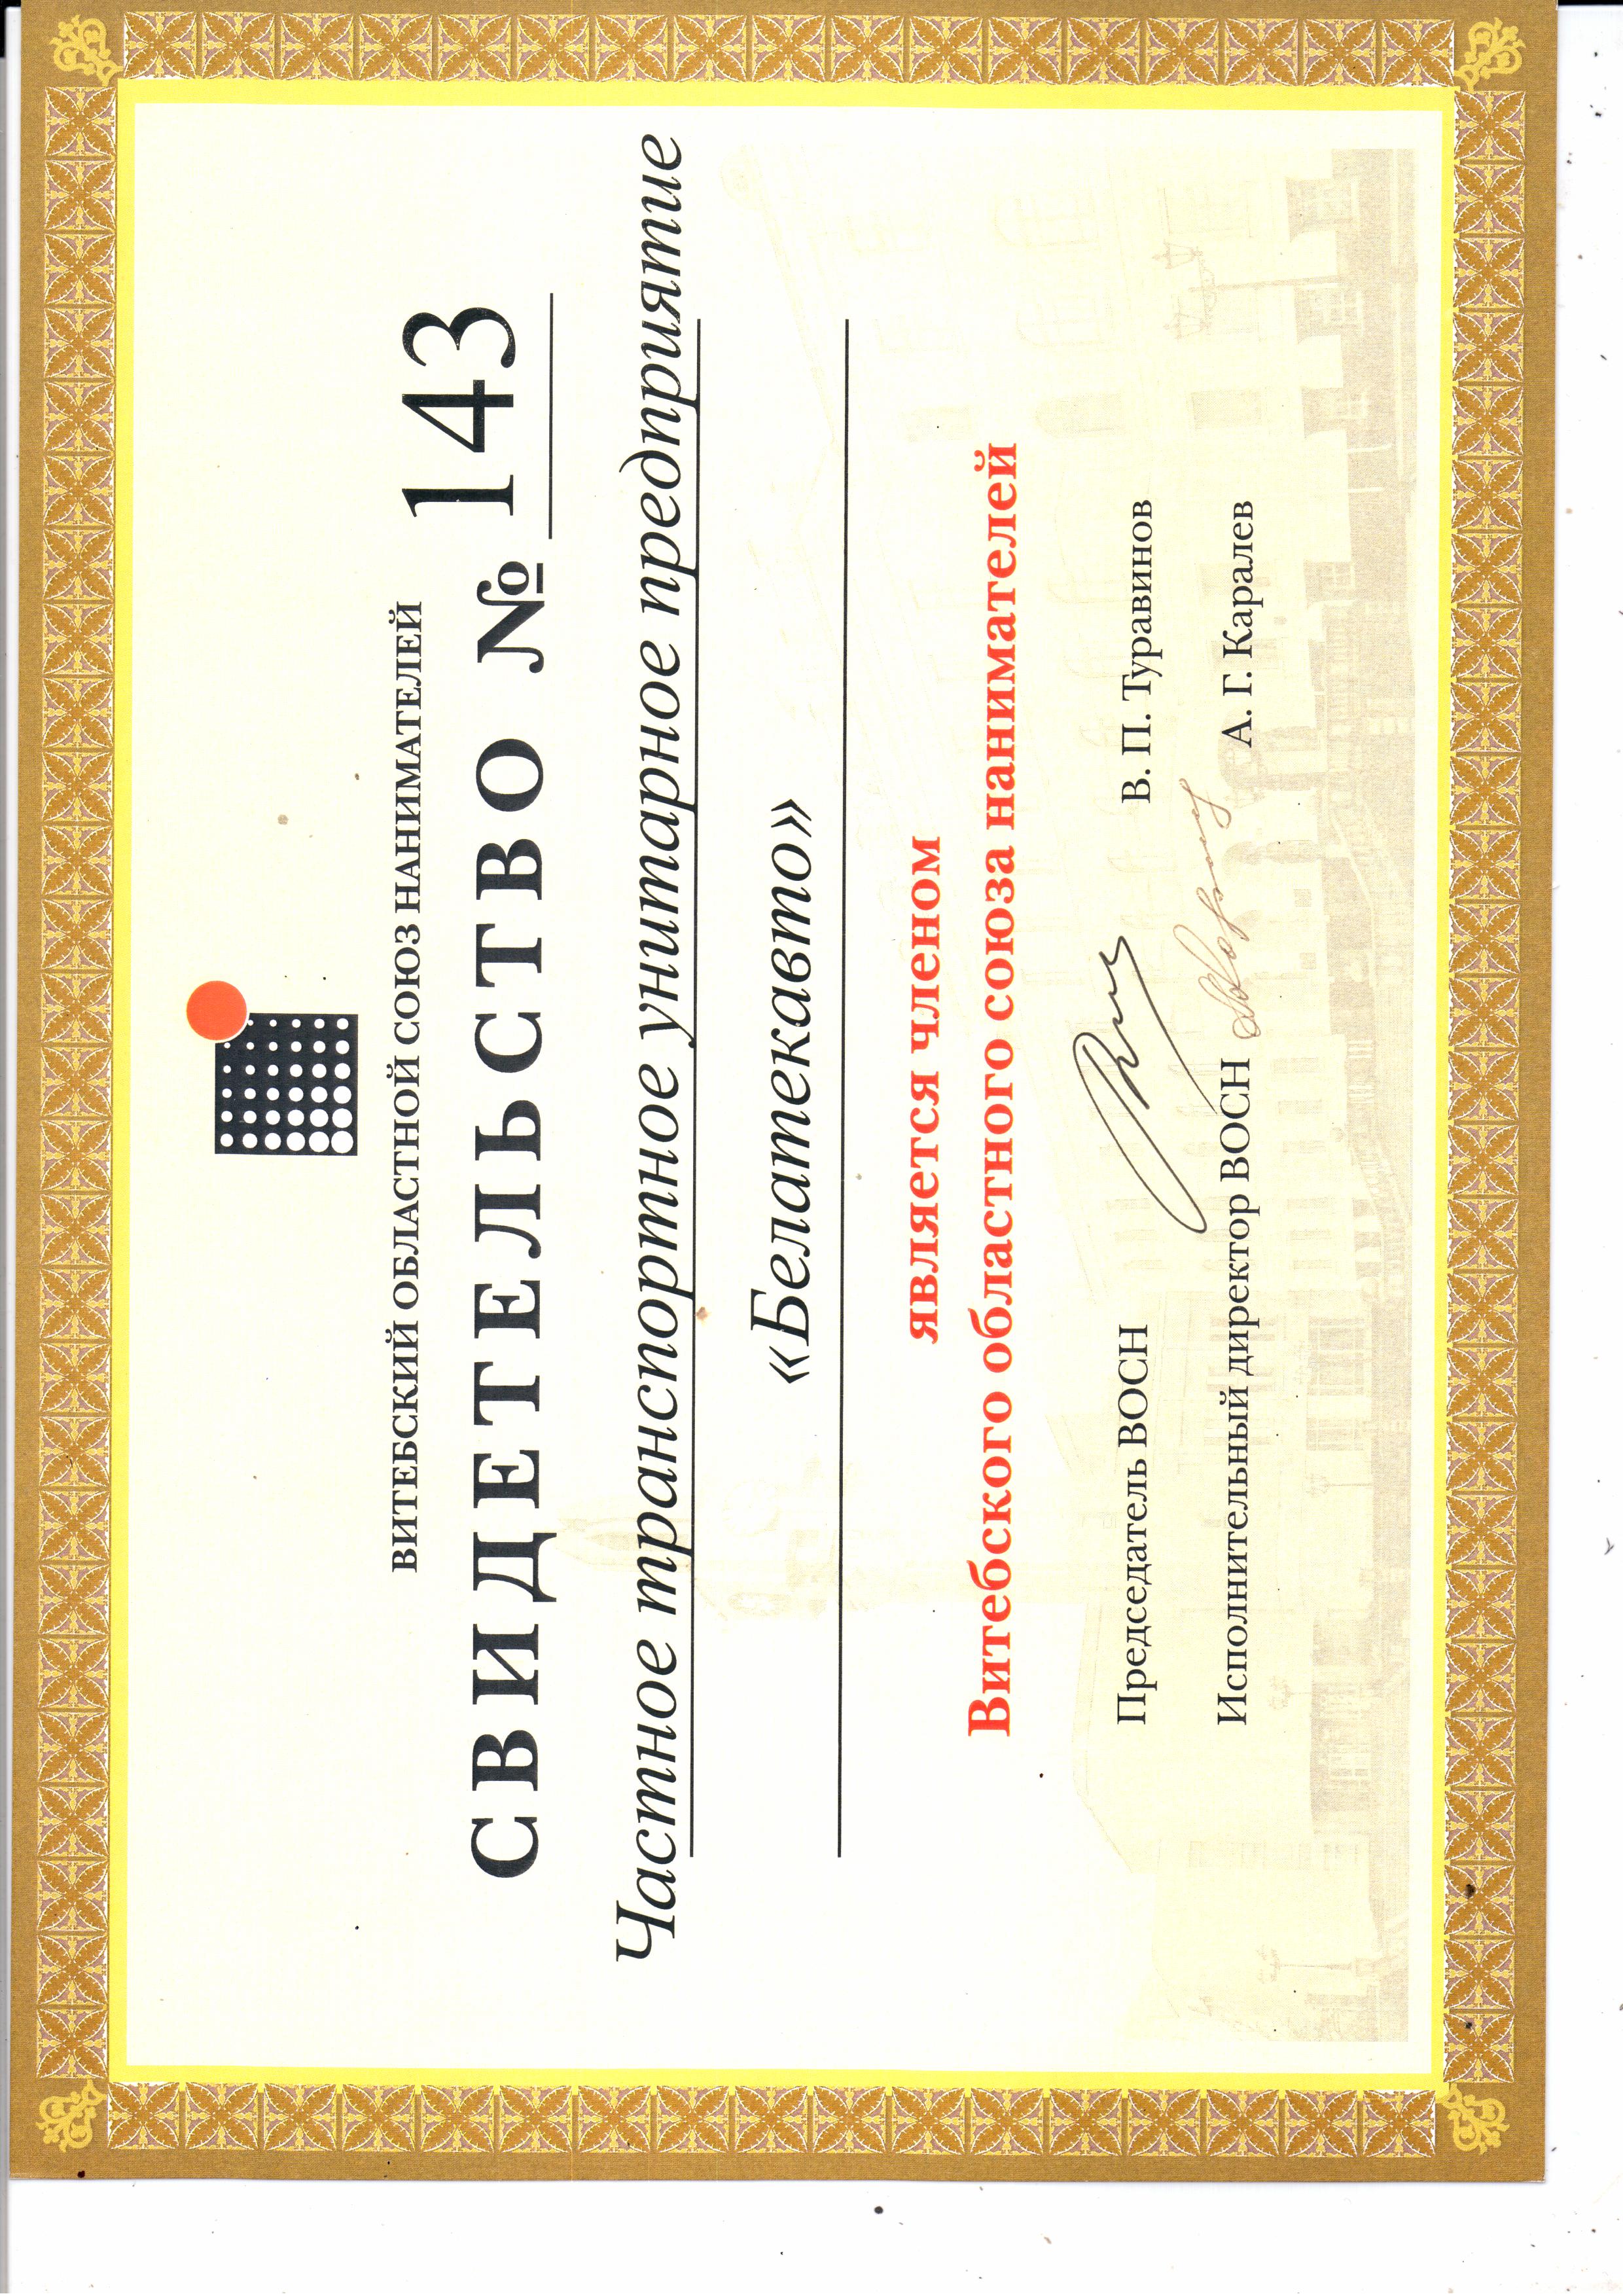 ВИТЕБСКИЙ ОБЛАСТНОЙ СОЮЗ НАНИМАТЕЛЕЙ
СВИДЕТЕЛЬСТВО № 143
Частное транспортное унитарное предприятие
«Белатекавто»
является членом
Витебского областного союза нанимателей
Председатель ВОСН В. П. Туравинов
Исполнительный директор ВОСН А. Г. Каралев